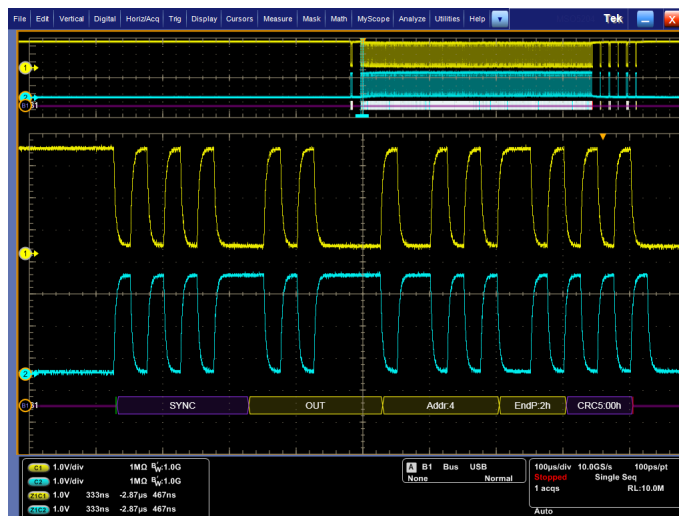 File Edit Vertical Digital Horiz/Acq Trig Display Cursors Measure Mask Math MyScope Analyze Utilities Help Tek X
1
2
B1 B1
1
2
B1 B1 SYNC OUT Addr:4 EndP:2h CRC5:00h
C1 1.0V/div 1MΩ BW:1.0G
C2 1.0V/div 1MΩ BW:1.0G
Z1C1 1.0V 333ns -2.87µs 467ns
Z1C2 1.0V 333ns -2.87µs 467ns
A B1 Bus USB
None Normal
100µs/div 10.0GS/s 100ps/pt
Stopped Single Seq
1 acqs RL:10.0M
Auto